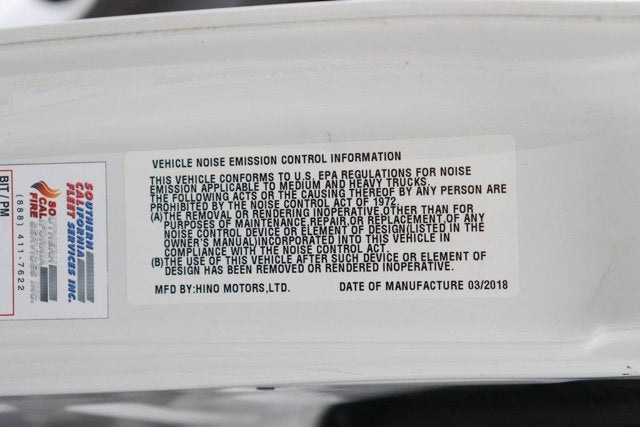 VEHICLE NOISE EMISSION CONTROL INFORMATION
THIS VEHICLE CONFORMS TO U.S. EPA REGULATIONS FOR NOISE
EMISSION APPLICABLE TO MEDIUM AND HEAVY TRUCKS.
THE FOLLOWING ACTS OR THE CAUSING THEREOF BY ANY PERSON ARE
PROHIBITED BY THE NOISE CONTROL ACT OF 1972.
(A)THE REMOVAL OR RENDERING INOPERATIVE OTHER THAN FOR
PURPOSES OF MAINTENANCE,REPAIR,OR REPLACEMENT,OF ANY
NOISE CONTROL DEVICE OR ELEMENT OF DESIGN(LISTED IN THE
OWNER'S MANUAL)INCORPORATED INTO THIS VEHICLE IN
COMPLIANCE WITH THE NOISE CONTROL ACT.
(B)THE USE OF THIS VEHICLE AFTER SUCH DEVICE OR ELEMENT OF
DESIGN HAS BEEN REMOVED OR RENDERED INOPERATIVE.
MFD BY:HINO MOTORS,LTD. DATE OF MANUFACTURE 03/2018
SOUTHERN
CALIFORNIA
FLEET SERVICES INC.
SO
CAL
FIRE
(888) 411-7622
BIT / PM